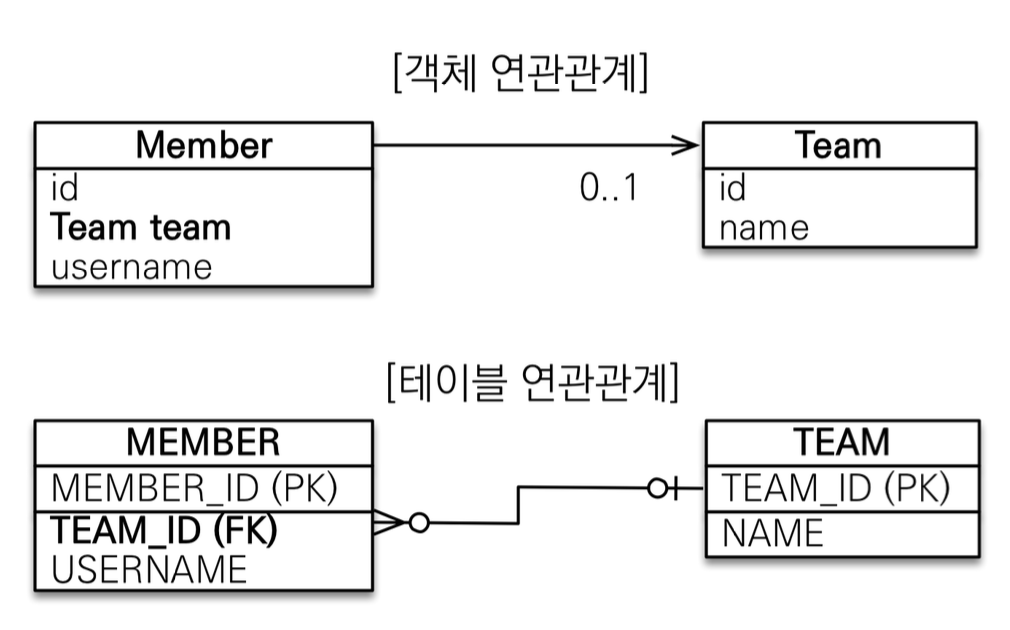 [객체 연관관계]
Member
id
Team team
username
0..1
Team
id
name
[테이블 연관관계]
MEMBER
MEMBER_ID (PK)
TEAM_ID (FK)
USERNAME
TEAM
TEAM_ID (PK)
NAME